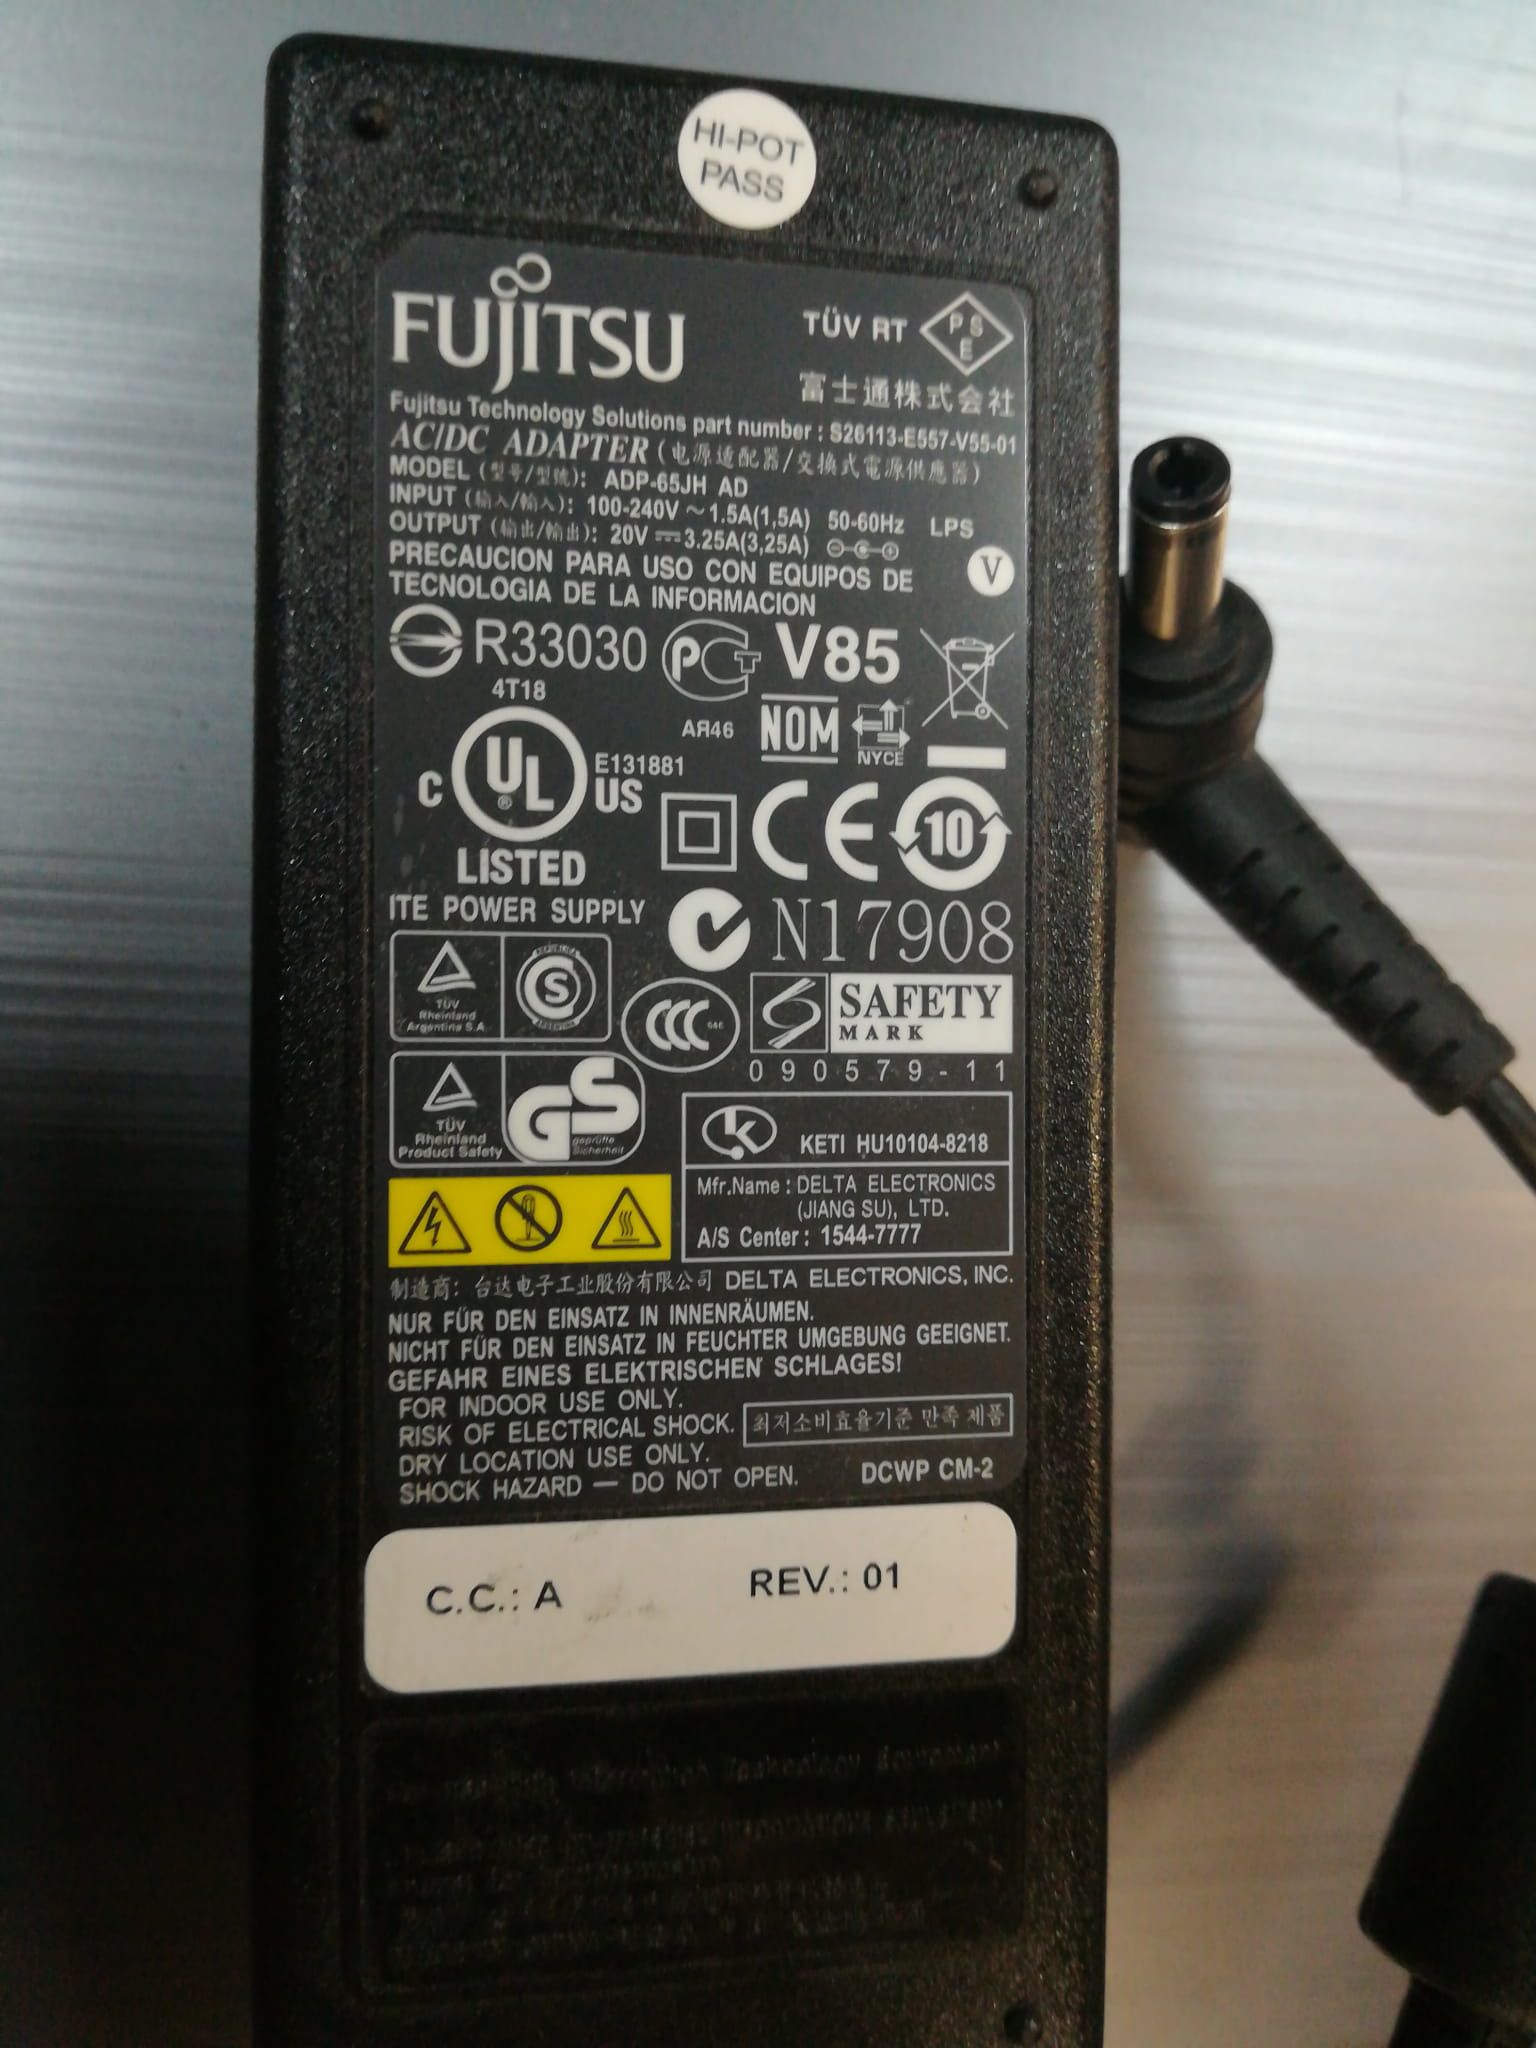 HI-POT
PASS
FUJITSU
TÜV RT
PSE
富士通株式会社
Fujitsu Technology Solutions part number : S26113-E557-V55-01
AC/DC ADAPTER (电源适配器/交換式電源供應器)
MODEL (型号/型號): ADP-65JH AD
INPUT (输入/輸入): 100-240V ~ 1.5A(1,5A) 50-60Hz LPS
OUTPUT (输出/輸出): 20V ⎓ 3.25A(3,25A)
PRECAUCION PARA USO CON EQUIPOS DE
TECNOLOGIA DE LA INFORMACION
V
R33030
4T18
PCT
V85
АЯ46
NOM
NYCE
C UL ® US
E131881
LISTED
CE
10
ITE POWER SUPPLY
N17908
TÜV
Rheinland
Argentina S.A.
REPUBLICA
S
ARGENTINA
CCC
S&E
SAFETY
MARK
090579-11
TÜV
Rheinland
Product Safety
GS
geprüfte
Sicherheit
K
KETI HU10104-8218
Mfr.Name : DELTA ELECTRONICS
(JIANG SU), LTD.
A/S Center : 1544-7777
制造商: 台达电子工业股份有限公司 DELTA ELECTRONICS, INC.
NUR FÜR DEN EINSATZ IN INNENRÄUMEN.
NICHT FÜR DEN EINSATZ IN FEUCHTER UMGEBUNG GEEIGNET.
GEFAHR EINES ELEKTRISCHEN SCHLAGES!
FOR INDOOR USE ONLY.
RISK OF ELECTRICAL SHOCK.
최저소비효율기준 만족 제품
DRY LOCATION USE ONLY.
SHOCK HAZARD — DO NOT OPEN.
DCWP CM-2
C.C.: A
REV.: 01